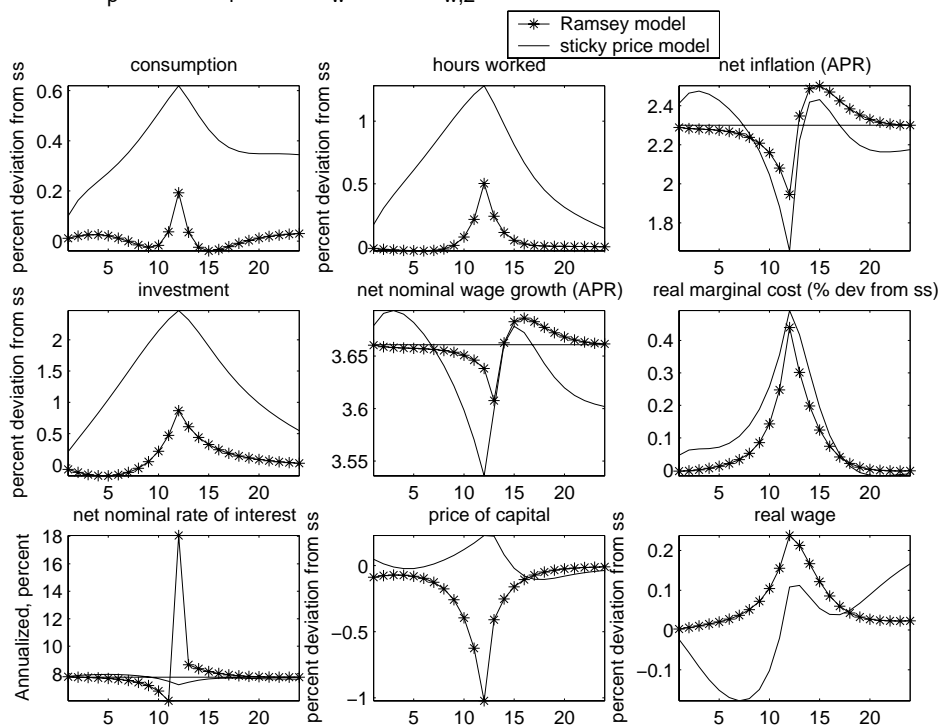 Ramsey model
sticky price model
consumption
hours worked
net inflation (APR)
percent deviation from ss
0.6
0.4
0.2
0
5 10 15 20
percent deviation from ss
1
0.5
0
5 10 15 20
2.4
2.2
2
1.8
5 10 15 20
investment
net nominal wage growth (APR)
real marginal cost (% dev from ss)
percent deviation from ss
2
1.5
1
0.5
0
5 10 15 20
3.65
3.6
3.55
5 10 15 20
0.4
0.3
0.2
0.1
0
5 10 15 20
net nominal rate of interest
price of capital
real wage
Annualized, percent
18
16
14
12
10
8
5 10 15 20
percent deviation from ss
0
−0.5
−1
5 10 15 20
percent deviation from ss
0.2
0.1
0
−0.1
5 10 15 20